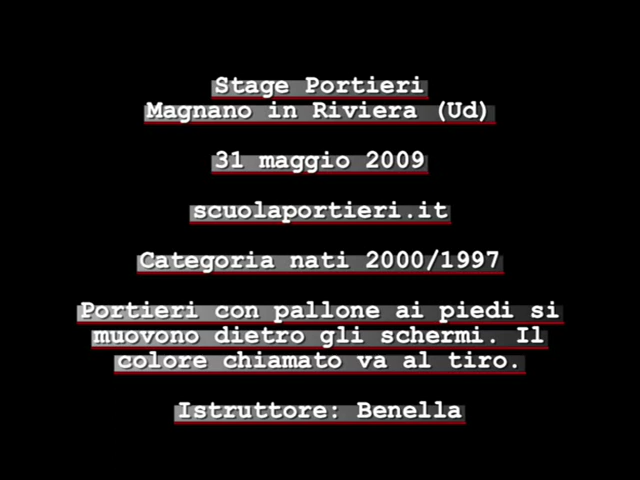 Stage Portieri
Magnano in Riviera (Ud)
31 maggio 2009
scuolaportieri.it
Categoria nati 2000/1997
Portieri con pallone ai piedi si
muovono dietro gli schermi. Il
colore chiamato va al tiro.
Istruttore: Benella